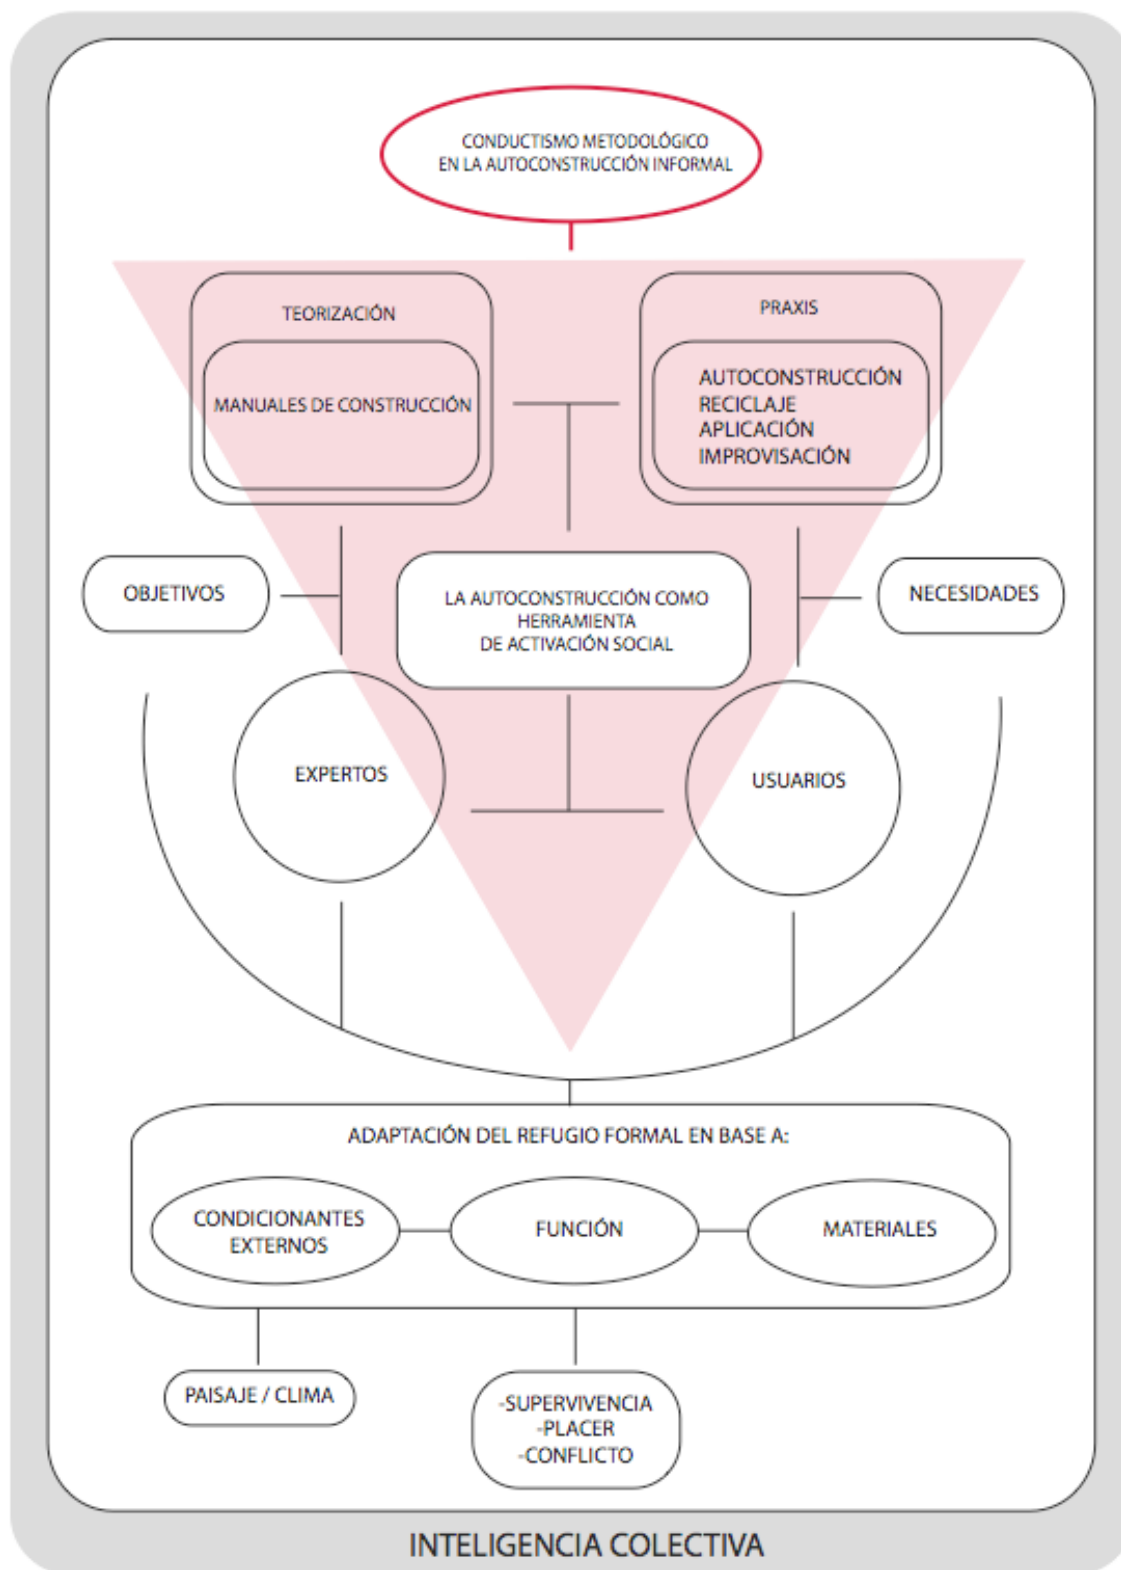 CONDUCTISMO METODOLÓGICO
EN LA AUTOCONSTRUCCIÓN INFORMAL
TEORIZACIÓN
MANUALES DE CONSTRUCCIÓN
PRAXIS
AUTOCONSTRUCCIÓN
RECICLAJE
APLICACIÓN
IMPROVISACIÓN
OBJETIVOS
LA AUTOCONSTRUCCIÓN COMO
HERRAMIENTA
DE ACTIVACIÓN SOCIAL
NECESIDADES
EXPERTOS
USUARIOS
ADAPTACIÓN DEL REFUGIO FORMAL EN BASE A:
CONDICIONANTES
EXTERNOS
FUNCIÓN
MATERIALES
PAISAJE / CLIMA
-SUPERVIVENCIA
-PLACER
-CONFLICTO
INTELIGENCIA COLECTIVA